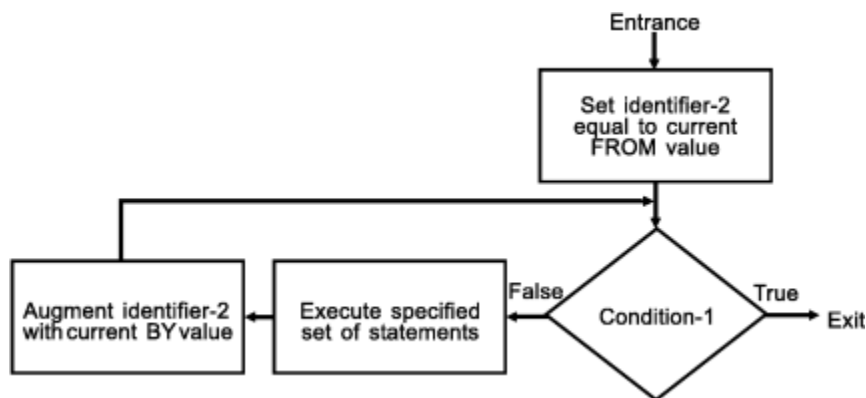 Entrance
Set identifier-2
equal to current
FROM value
False
True
Augment identifier-2
with current BY value
Execute specified
set of statements
Condition-1
Exit